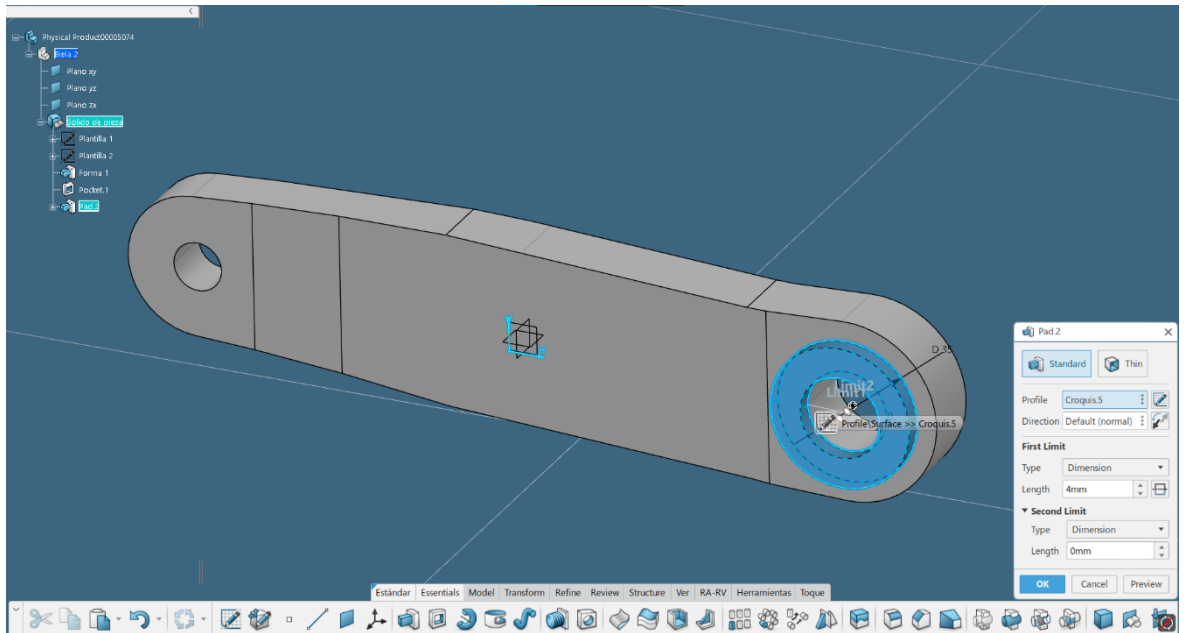 Physical Product00005074
Biela 2
Plano xy
Plano yz
Plano zx
Sólido de pieza
Plantilla 1
Plantilla 2
Forma 1
Pocket.1
Pad.2
D 35
Limit2
Limit1
Profile\Surface >> Croquis.5
Pad.2
Standard Thin
Profile Croquis.5
Direction Default (normal)
First Limit
Type Dimension
Length 4mm
Second Limit
Type Dimension
Length 0mm
OK Cancel Preview
Estándar Essentials Model Transform Refine Review Structure Ver RA-RV Herramientas Toque